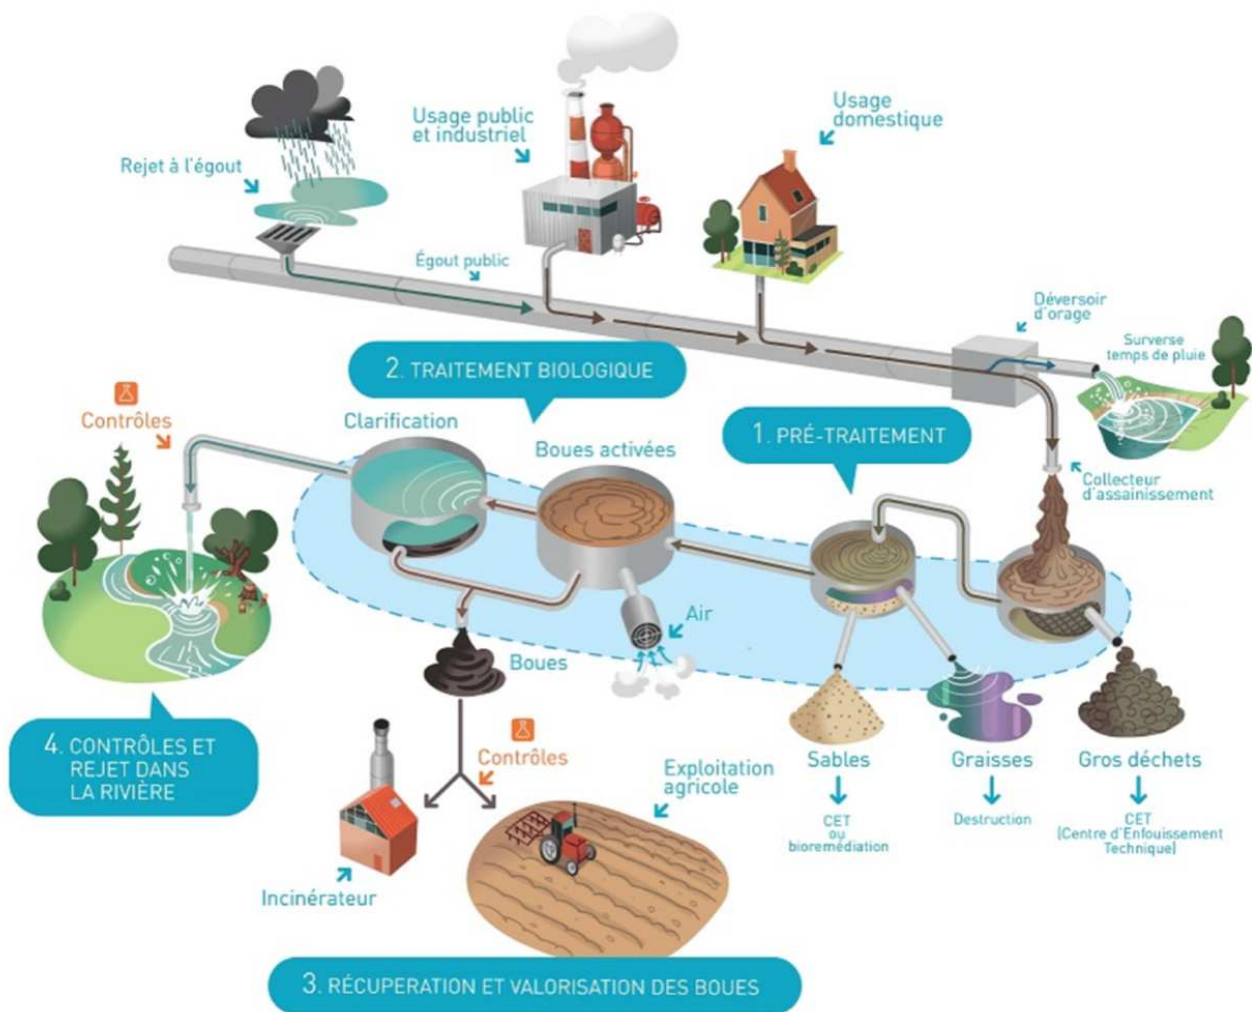 Rejet à l'égout
Usage public
et industriel
Usage
domestique
Égout public
Déversoir
d'orage
Surverse
temps de pluie
Collecteur
d'assainissement
1. PRÉ-TRAITEMENT
2. TRAITEMENT BIOLOGIQUE
Clarification
Boues activées
Contrôles
Air
Boues
Sables
CET
ou
bioremédiation
Graisses
Destruction
Gros déchets
CET
(Centre d'Enfouissement
Technique)
4. CONTRÔLES ET
REJET DANS
LA RIVIÈRE
Contrôles
Exploitation
agricole
Incinérateur
3. RÉCUPERATION ET VALORISATION DES BOUES